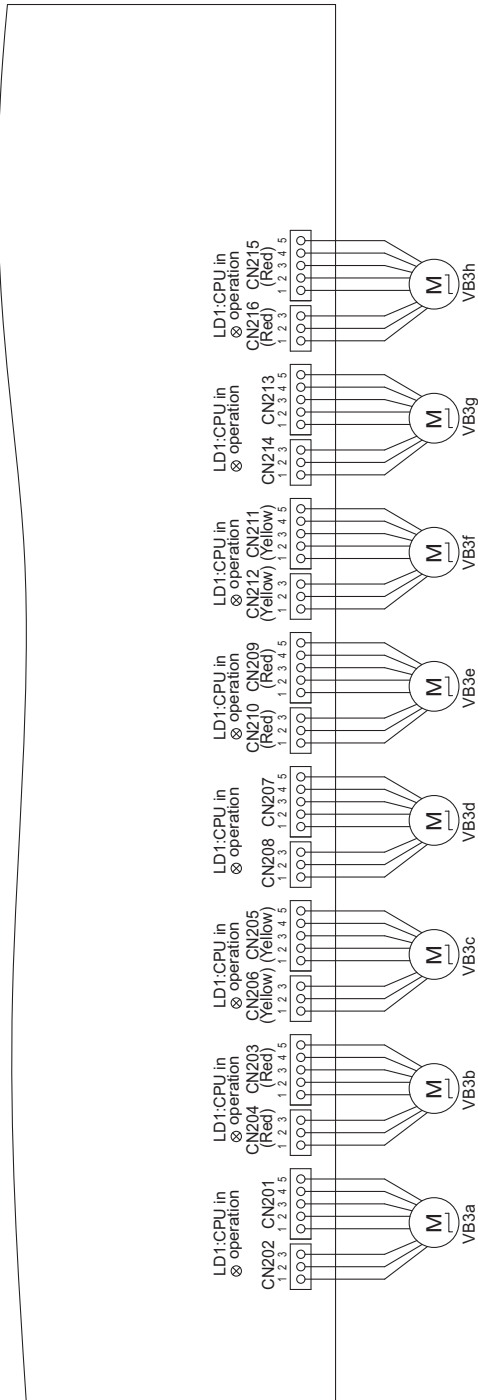 LD1:CPU in
⊗ operation
CN202 CN201
1 2 3 1 2 3 4 5
M
VB3a
LD1:CPU in
⊗ operation
CN204 CN203
(Red) (Red)
1 2 3 1 2 3 4 5
M
VB3b
LD1:CPU in
⊗ operation
CN206 CN205
(Yellow) (Yellow)
1 2 3 1 2 3 4 5
M
VB3c
LD1:CPU in
⊗ operation
CN208 CN207
1 2 3 1 2 3 4 5
M
VB3d
LD1:CPU in
⊗ operation
CN210 CN209
(Red) (Red)
1 2 3 1 2 3 4 5
M
VB3e
LD1:CPU in
⊗ operation
CN212 CN211
(Yellow) (Yellow)
1 2 3 1 2 3 4 5
M
VB3f
LD1:CPU in
⊗ operation
CN214 CN213
1 2 3 1 2 3 4 5
M
VB3g
LD1:CPU in
⊗ operation
CN216 CN215
(Red) (Red)
1 2 3 1 2 3 4 5
M
VB3h